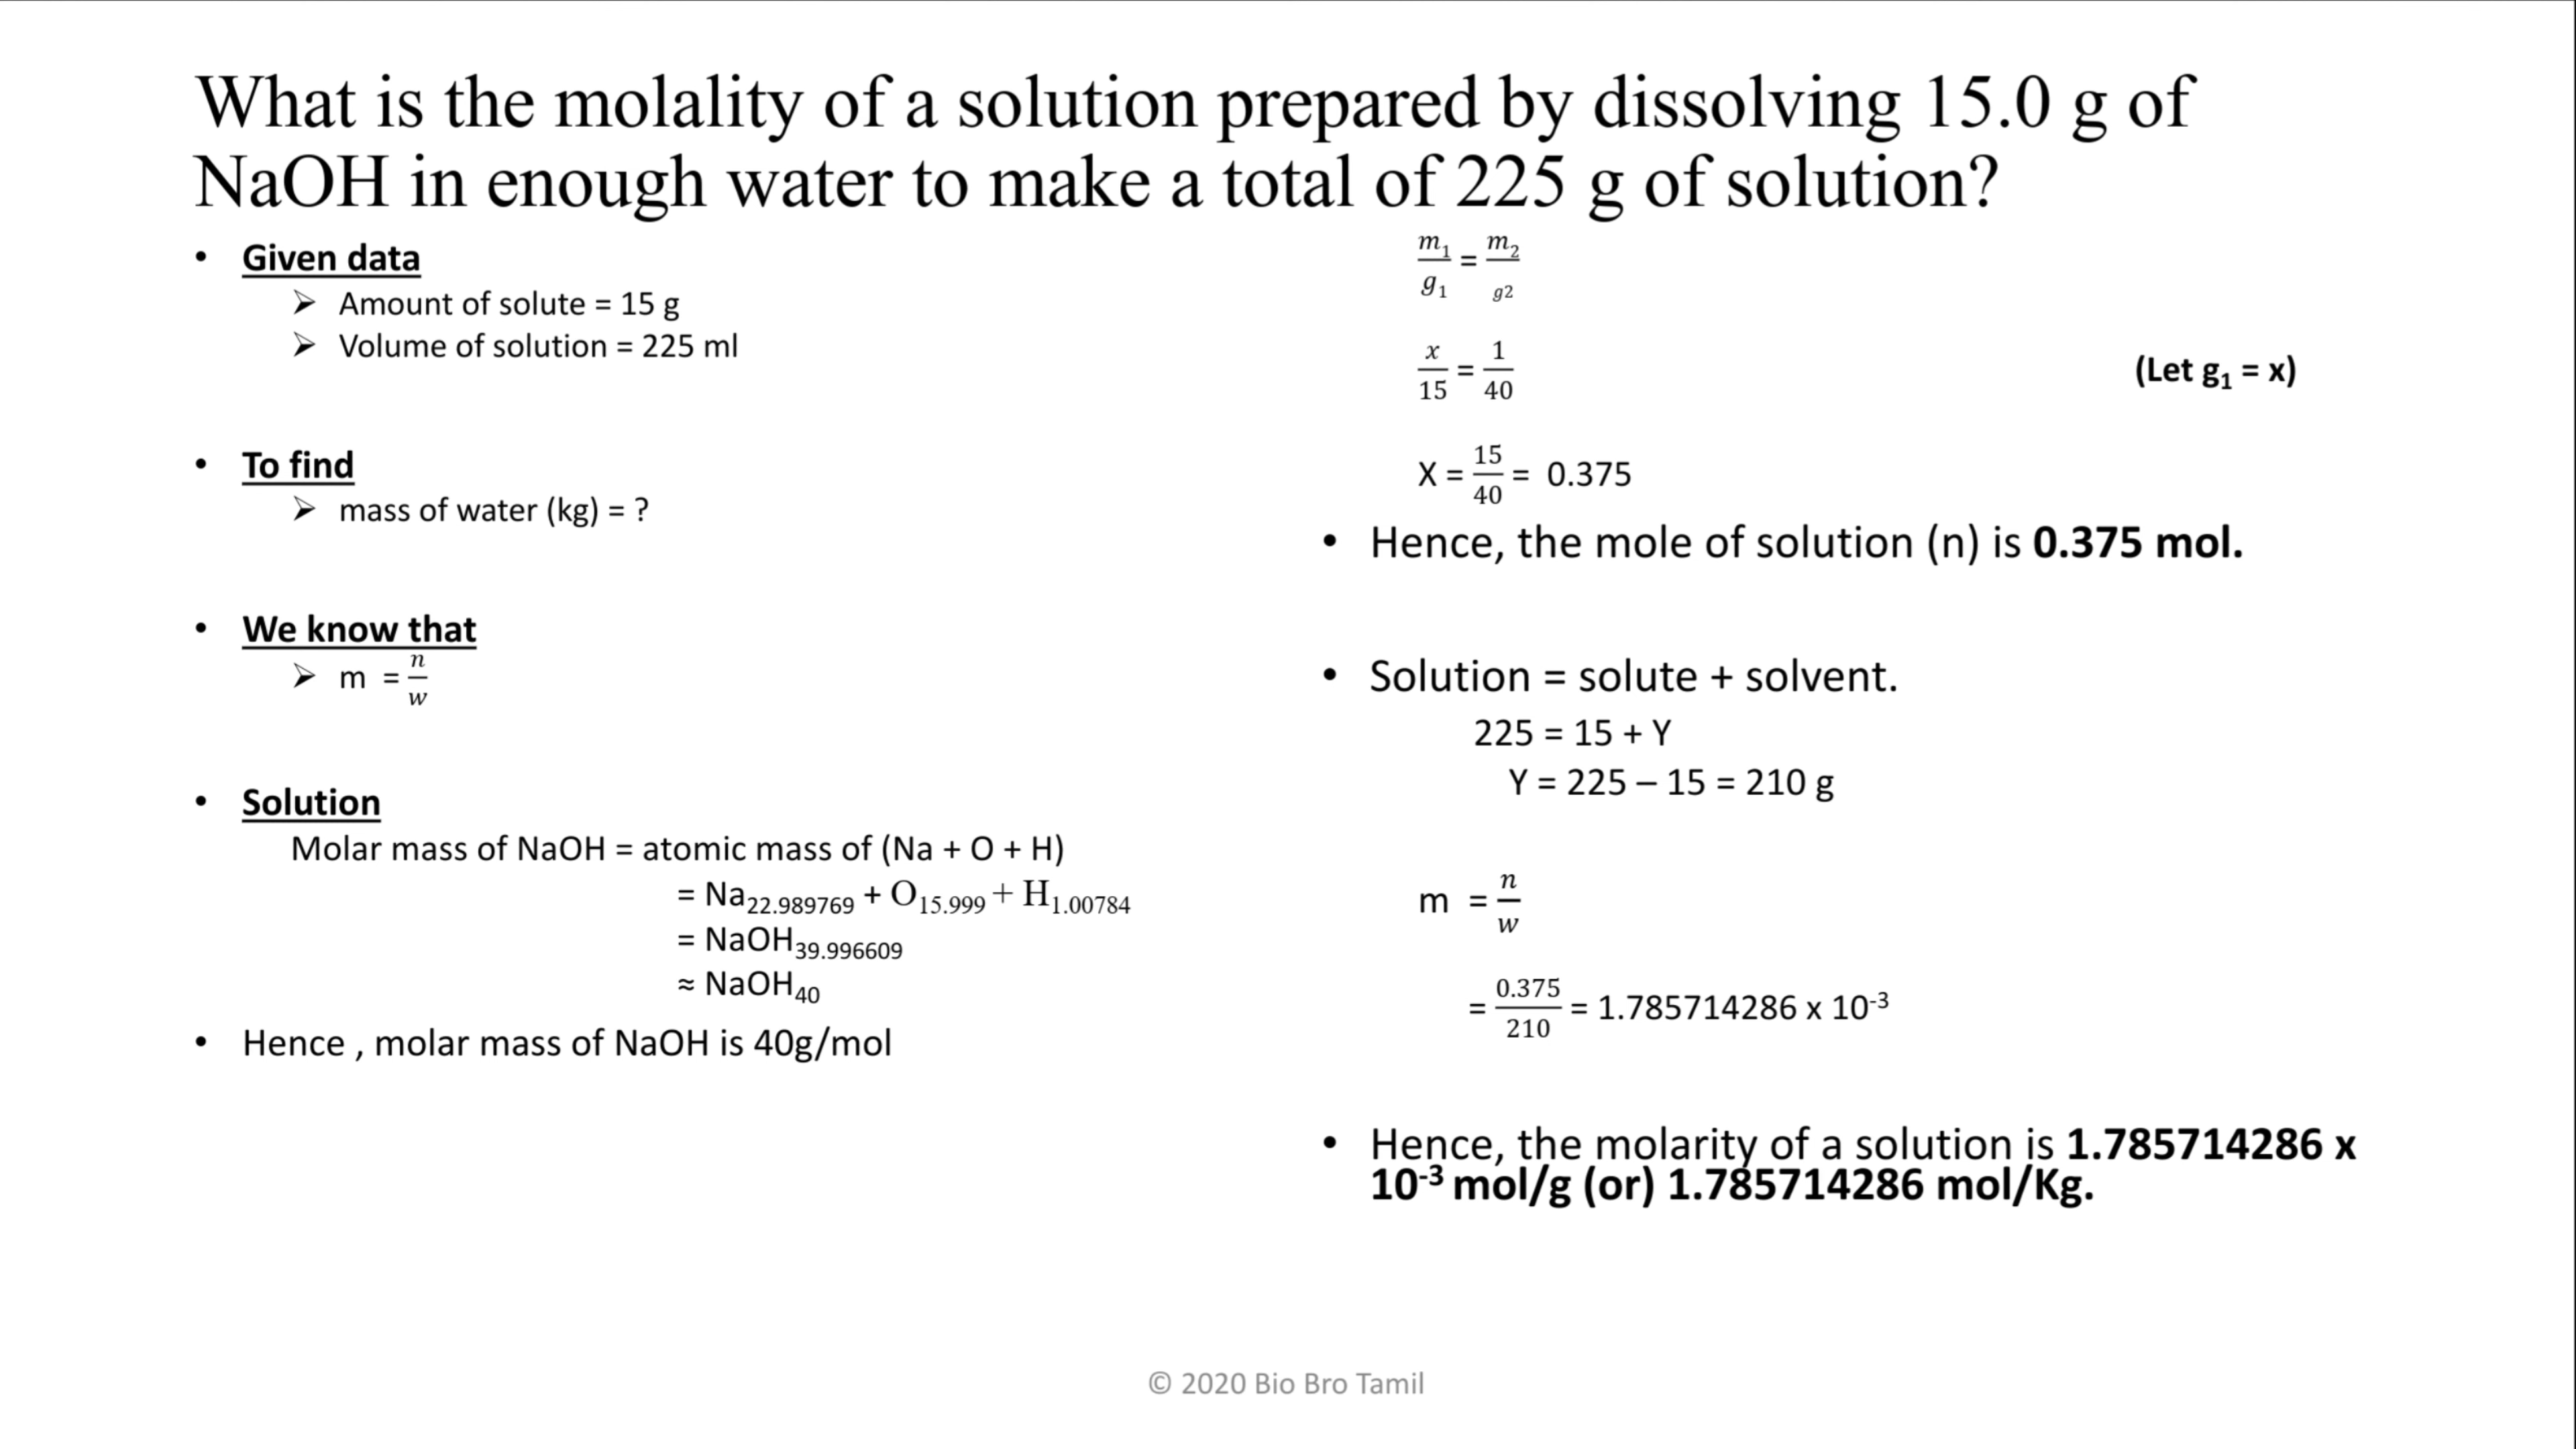 What is the molality of a solution prepared by dissolving 15.0 g of
NaOH in enough water to make a total of 225 g of solution?
• Given data
➢ Amount of solute = 15 g
➢ Volume of solution = 225 ml
• To find
➢ mass of water (kg) = ?
• We know that
➢ m = n/w
• Solution
Molar mass of NaOH = atomic mass of (Na + O + H)
= Na₂₂.₉₈₉₇₆₉ + O₁₅.₉₉₉ + H₁.₀₀₇₈₄
= NaOH₃₉.₉₉₆₆₀₉
≈ NaOH₄₀
• Hence , molar mass of NaOH is 40g/mol
m₁/g₁ = m₂/g2
x/15 = 1/40 (Let g₁ = x)
X = 15/40 = 0.375
• Hence, the mole of solution (n) is 0.375 mol.
• Solution = solute + solvent.
225 = 15 + Y
Y = 225 – 15 = 210 g
m = n/w
= 0.375/210 = 1.785714286 x 10⁻³
• Hence, the molarity of a solution is 1.785714286 x
10⁻³ mol/g (or) 1.785714286 mol/Kg.
© 2020 Bio Bro Tamil